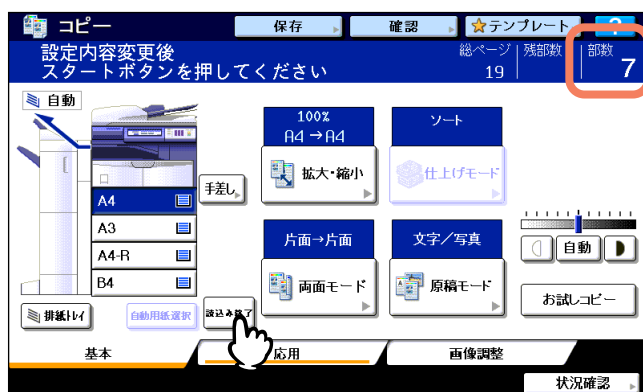 コピー
保存
確認
テンプレート
?
設定内容変更後
スタートボタンを押してください
総ページ
19
残部数
部数
7
自動
100%
A4→A4
ソート
拡大・縮小
仕上げモード
手差し
A4
A3
A4-R
B4
片面→片面
文字/写真
両面モード
原稿モード
自動
お試しコピー
排紙トレイ
自動用紙選択
読込み終了
基本
応用
画像調整
状況確認